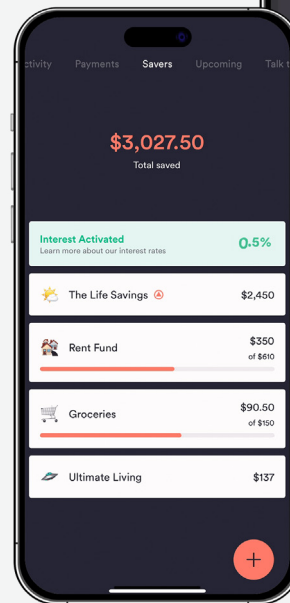 ctivity Payments Savers Upcoming Talk t
$3,027.50
Total saved
Interest Activated
Learn more about our interest rates
0.5%
The Life Savings
$2,450
Rent Fund
$350
of $610
Groceries
$90.50
of $150
Ultimate Living
$137